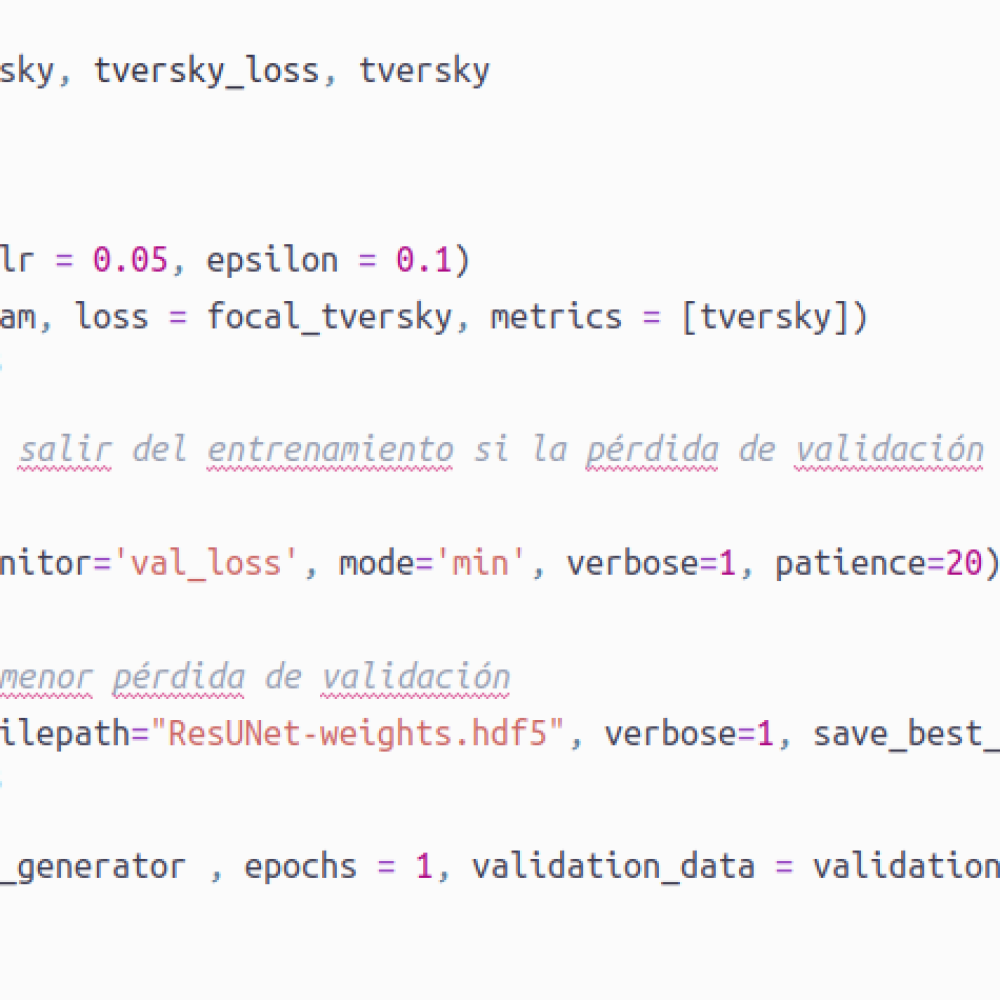 sky, tversky_loss, tversky
lr = 0.05, epsilon = 0.1)
am, loss = focal_tversky, metrics = [tversky])
salir del entrenamiento si la pérdida de validación
nitor='val_loss', mode='min', verbose=1, patience=20)
menor pérdida de validación
ilepath="ResUNet-weights.hdf5", verbose=1, save_best_
_generator , epochs = 1, validation_data = validation